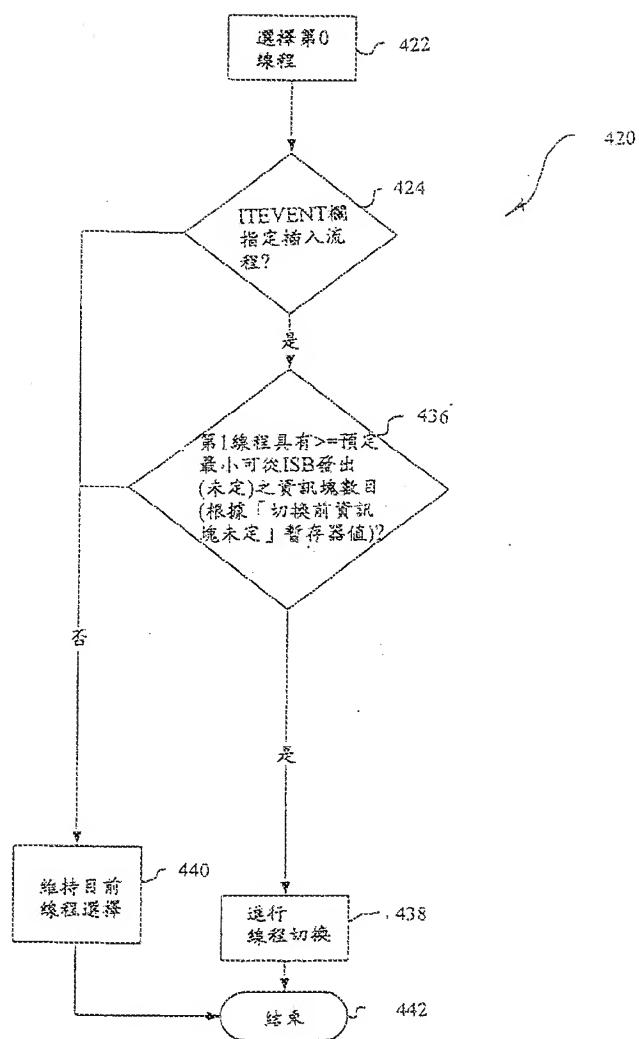 選擇第0
線程
422
420
424
ITEVENT欄
指定插入流
程?
是
436
第1線程具有>=預定
最小可從ISB發出
(未定)之資訊塊數目
(根據「切換前資訊
塊未定」暫存器值)?
否
是
維持目前
線程選擇
440
進行
線程切換
438
結束
442